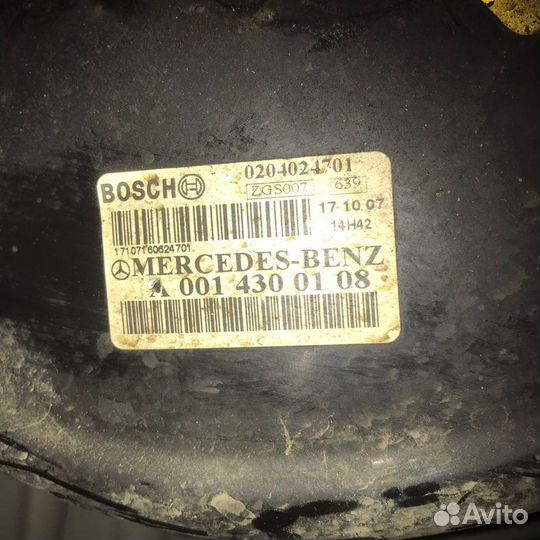 0204024701
BOSCH
ZGS007 639
17·10 07
14H42
17107160624701.
MERCEDES-BENZ
A 001 430 01 08
Avito